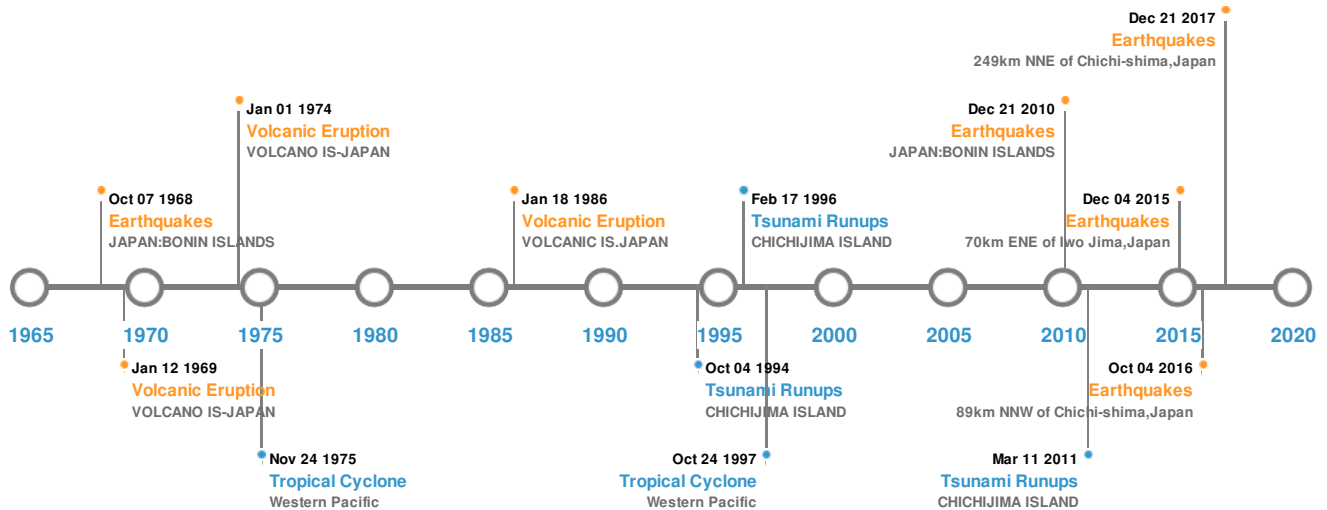 Dec 21 2017
Earthquakes
249km NNE of Chichi-shima,Japan
Jan 01 1974
Volcanic Eruption
VOLCANO IS-JAPAN
Dec 21 2010
Earthquakes
JAPAN:BONIN ISLANDS
Oct 07 1968
Earthquakes
JAPAN:BONIN ISLANDS
Jan 18 1986
Volcanic Eruption
VOLCANIC IS.JAPAN
Feb 17 1996
Tsunami Runups
CHICHIJIMA ISLAND
Dec 04 2015
Earthquakes
70km ENE of Iwo Jima,Japan
1965 1970 1975 1980 1985 1990 1995 2000 2005 2010 2015 2020
Jan 12 1969
Volcanic Eruption
VOLCANO IS-JAPAN
Oct 04 1994
Tsunami Runups
CHICHIJIMA ISLAND
Oct 04 2016
Earthquakes
89km NNW of Chichi-shima,Japan
Nov 24 1975
Tropical Cyclone
Western Pacific
Oct 24 1997
Tropical Cyclone
Western Pacific
Mar 11 2011
Tsunami Runups
CHICHIJIMA ISLAND